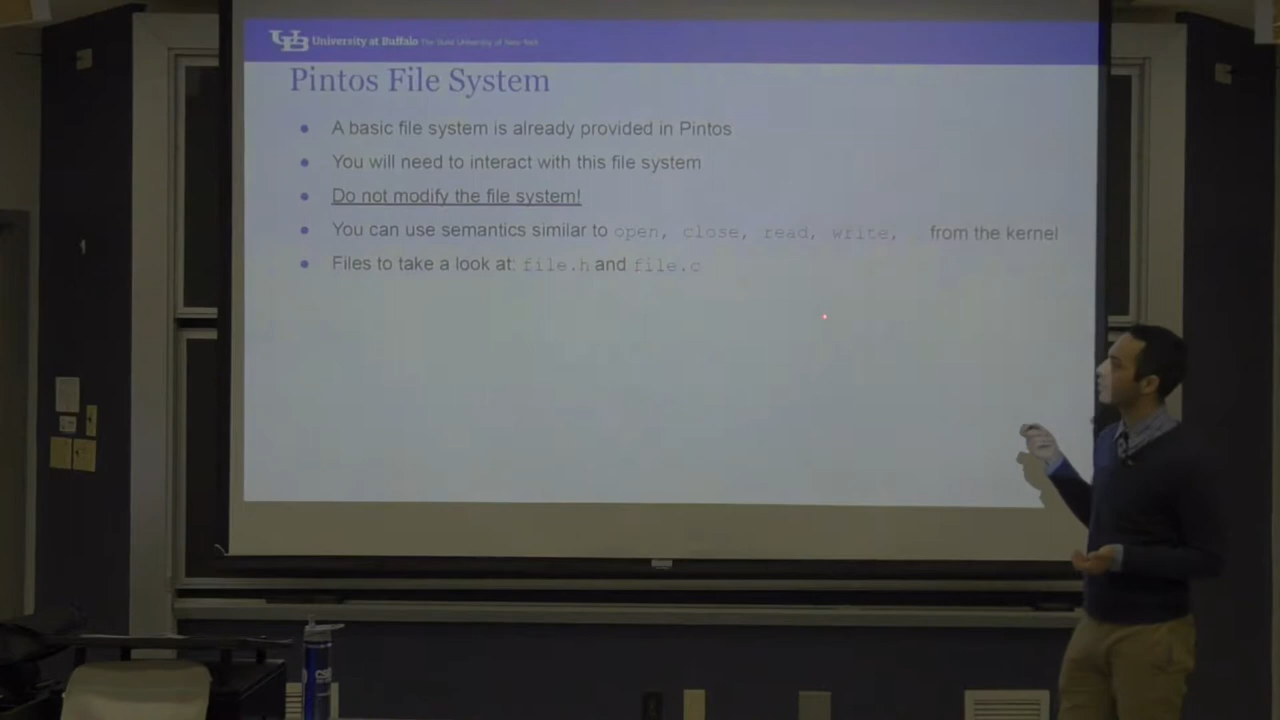 UB University at Buffalo The State University of New York
Pintos File System
• A basic file system is already provided in Pintos
• You will need to interact with this file system
• Do not modify the file system!
• You can use semantics similar to open, close, read, write, from the kernel
• Files to take a look at: file.h and file.c